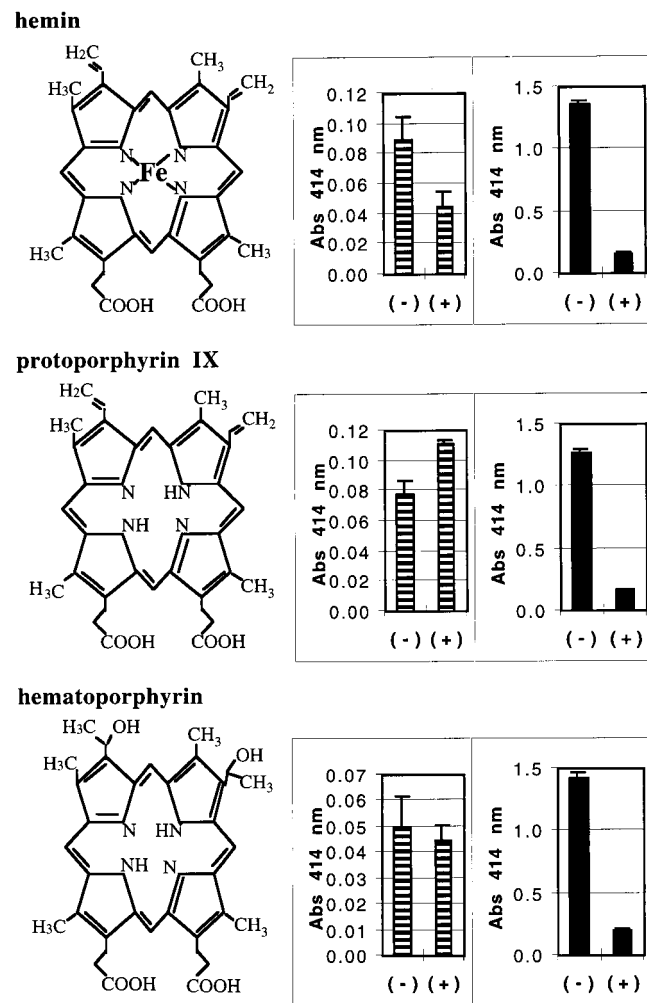 hemin
H2C
CH3
CH2
H3C
N N
Fe
N N
H3C
CH3
COOH COOH
Abs 414 nm
0.12
0.10
0.08
0.06
0.04
0.02
0.00
(-) (+)
Abs 414 nm
1.5
1.0
0.5
0.0
(-) (+)
protoporphyrin IX
H2C
CH3
CH2
H3C
N HN
NH N
H3C
CH3
COOH COOH
Abs 414 nm
0.12
0.10
0.08
0.06
0.04
0.02
0.00
(-) (+)
Abs 414 nm
1.5
1.0
0.5
0.0
(-) (+)
hematoporphyrin
H3C OH
CH3
OH
H3C
CH3
N HN
NH N
H3C
CH3
COOH COOH
Abs 414 nm
0.07
0.06
0.05
0.04
0.03
0.02
0.01
0.00
(-) (+)
Abs 414 nm
1.5
1.0
0.5
0.0
(-) (+)